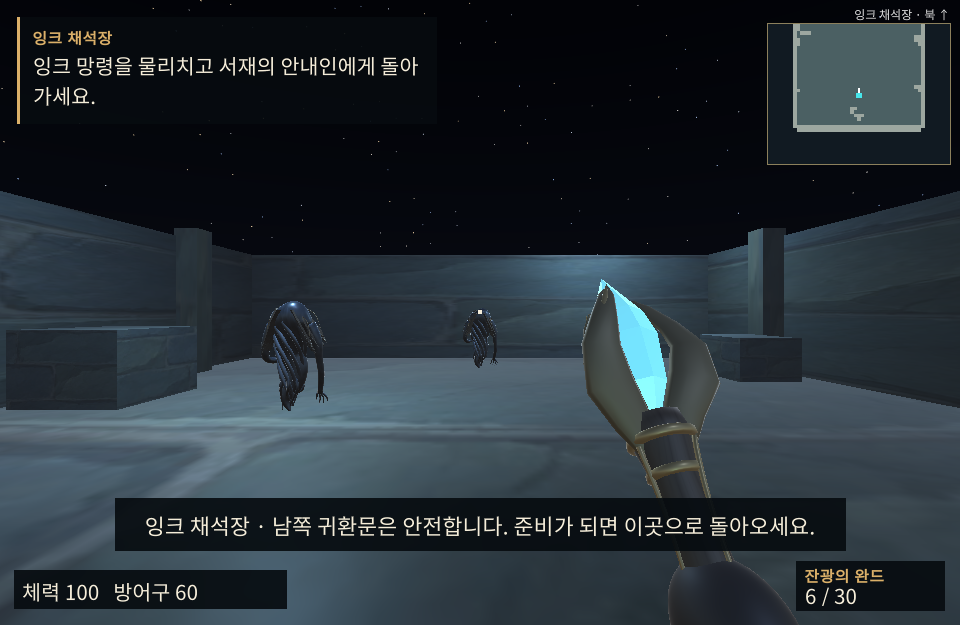 잉크 채석장
잉크 망령을 물리치고 서재의 안내인에게 돌아
가세요.
잉크 채석장 · 북 ↑
잉크 채석장 · 남쪽 귀환문은 안전합니다. 준비가 되면 이곳으로 돌아오세요.
체력 100 방어구 60
잔광의 완드
6 / 30